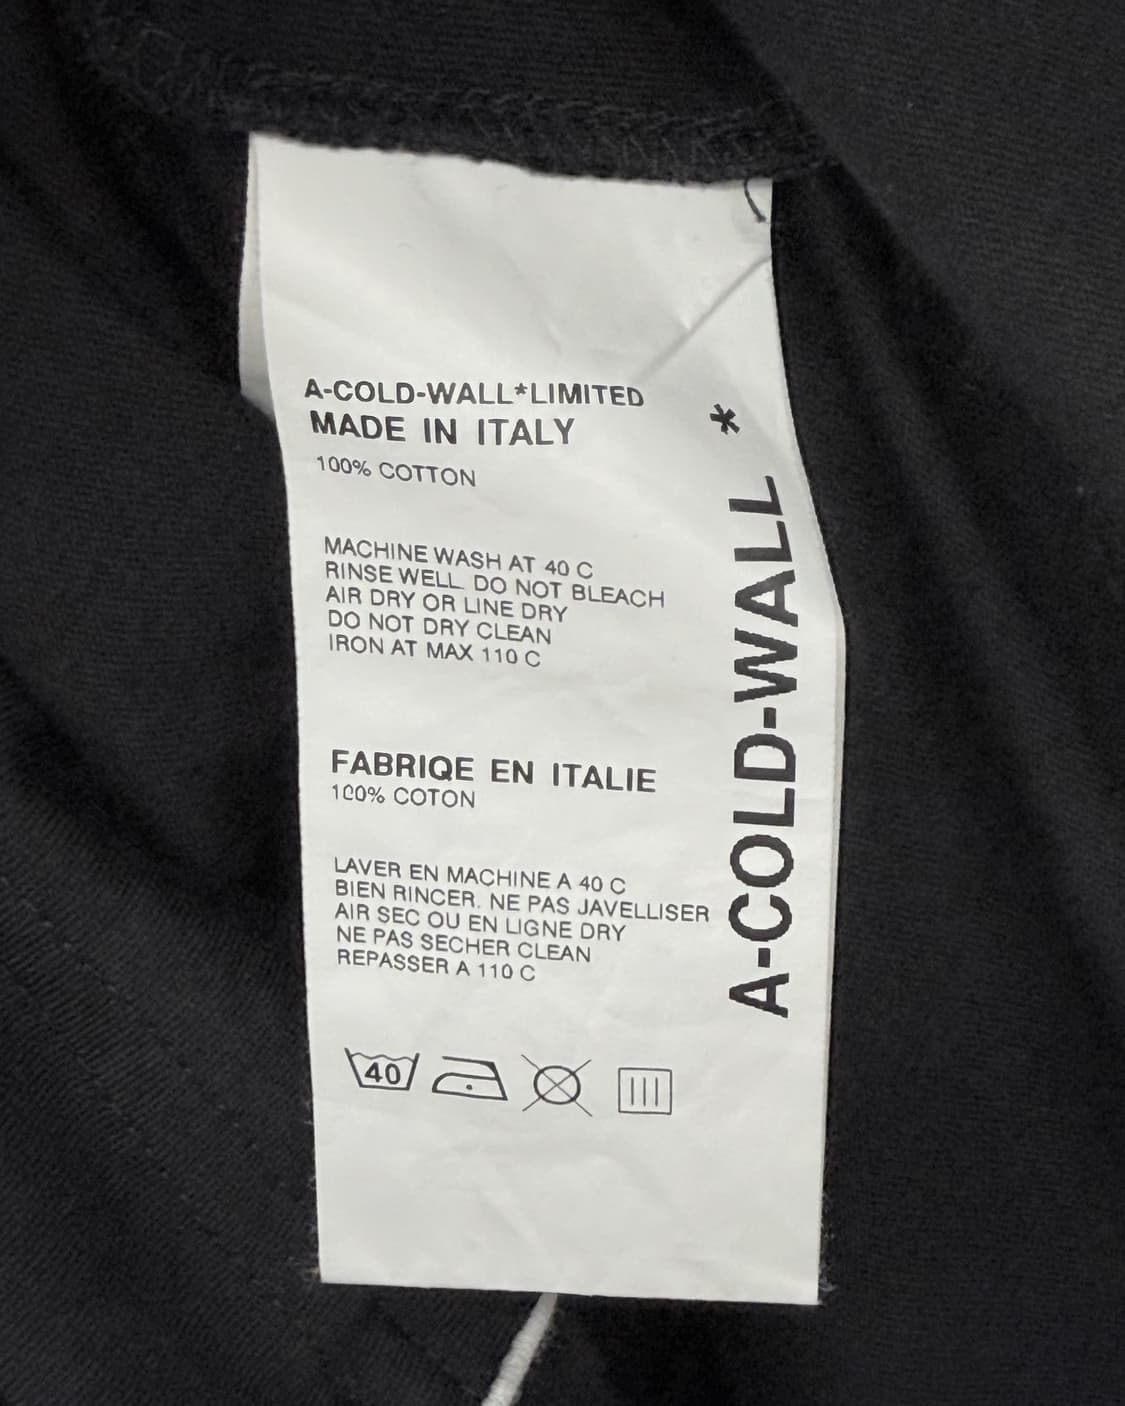 A-COLD-WALL*LIMITED
MADE IN ITALY
100% COTTON
MACHINE WASH AT 40 C
RINSE WELL. DO NOT BLEACH
AIR DRY OR LINE DRY
DO NOT DRY CLEAN
IRON AT MAX 110 C
FABRIQE EN ITALIE
100% COTON
LAVER EN MACHINE A 40 C
BIEN RINCER. NE PAS JAVELLISER
AIR SEC OU EN LIGNE DRY
NE PAS SECHER CLEAN
REPASSER A 110 C
40
A-COLD-WALL *